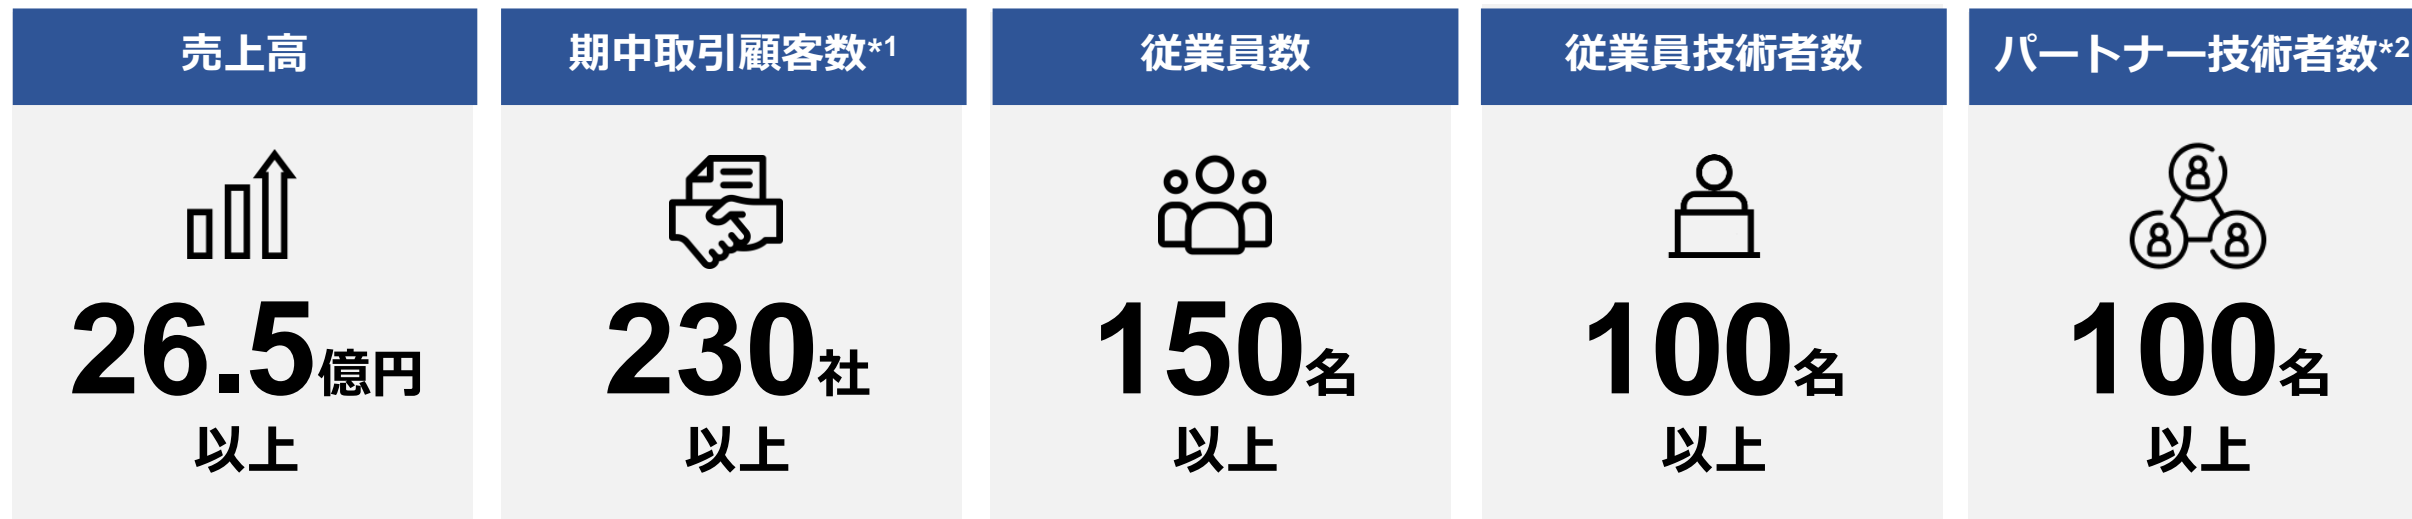 売上高
26.5億円
以上
期中取引顧客数*1
230社
以上
従業員数
150名
以上
従業員技術者数
100名
以上
パートナー技術者数*2
100名
以上